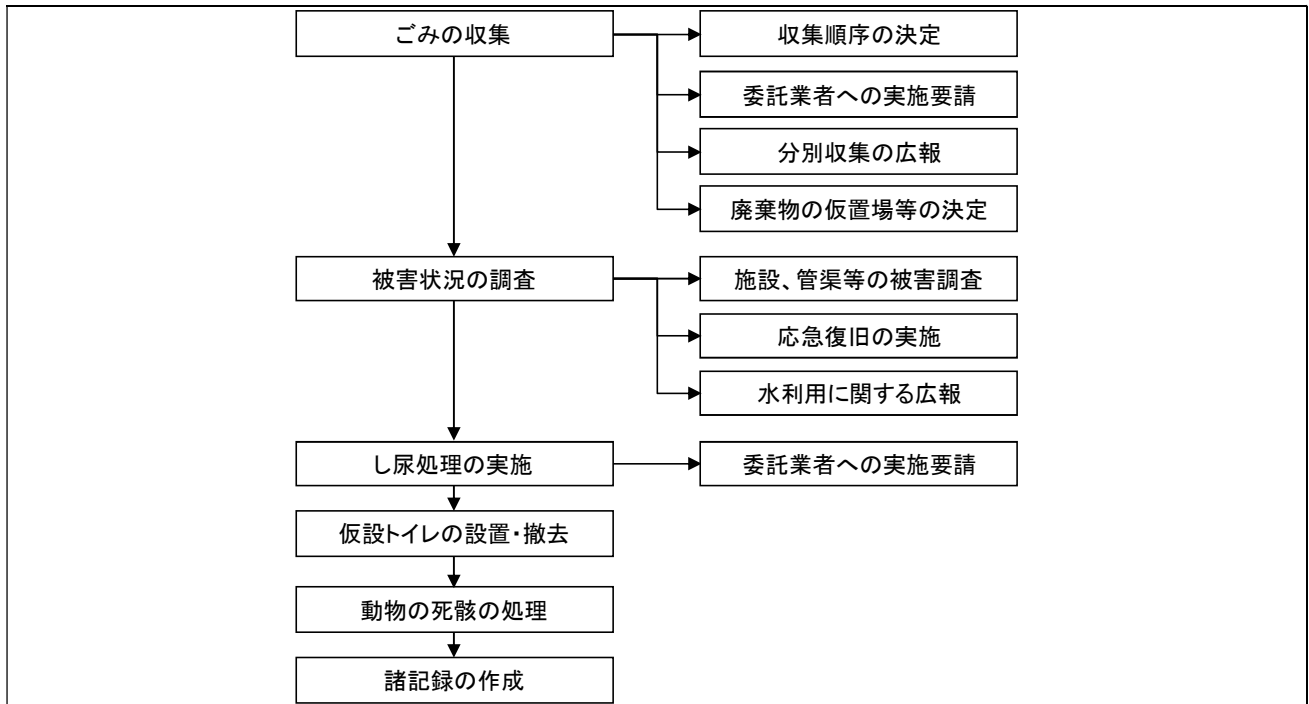 ごみの収集
収集順序の決定
委託業者への実施要請
分別収集の広報
廃棄物の仮置場等の決定
被害状況の調査
施設、管渠等の被害調査
応急復旧の実施
水利用に関する広報
し尿処理の実施
委託業者への実施要請
仮設トイレの設置・撤去
動物の死骸の処理
諸記録の作成